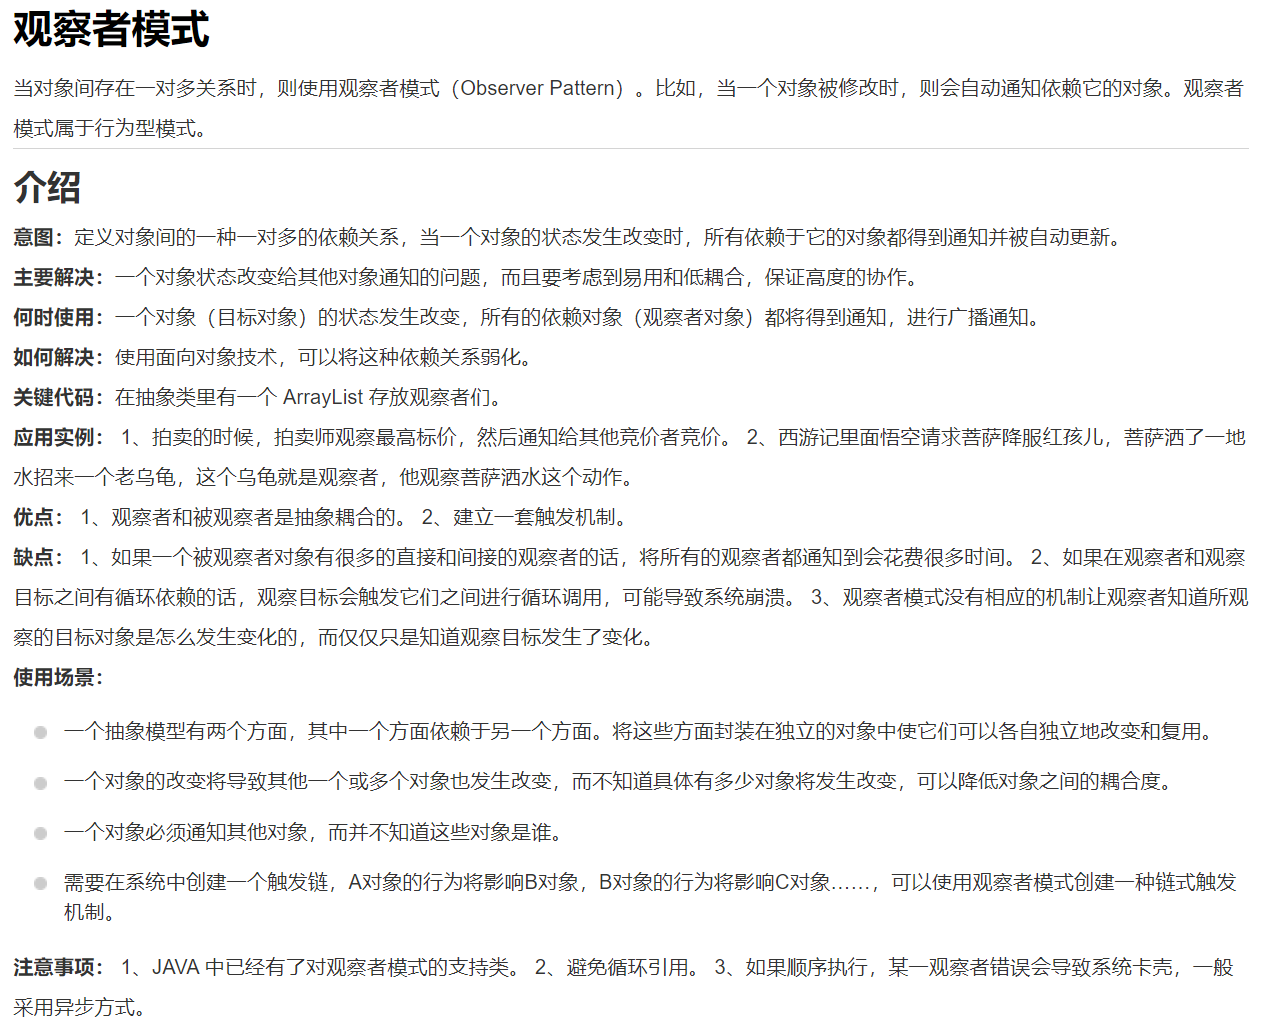 观察者模式
当对象间存在一对多关系时，则使用观察者模式（Observer Pattern）。比如，当一个对象被修改时，则会自动通知依赖它的对象。观察者
模式属于行为型模式。
介绍
意图：定义对象间的一种一对多的依赖关系，当一个对象的状态发生改变时，所有依赖于它的对象都得到通知并被自动更新。
主要解决：一个对象状态改变给其他对象通知的问题，而且要考虑到易用和低耦合，保证高度的协作。
何时使用：一个对象（目标对象）的状态发生改变，所有的依赖对象（观察者对象）都将得到通知，进行广播通知。
如何解决：使用面向对象技术，可以将这种依赖关系弱化。
关键代码：在抽象类里有一个 ArrayList 存放观察者们。
应用实例： 1、拍卖的时候，拍卖师观察最高标价，然后通知给其他竞价者竞价。 2、西游记里面悟空请求菩萨降服红孩儿，菩萨洒了一地
水招来一个老乌龟，这个乌龟就是观察者，他观察菩萨洒水这个动作。
优点： 1、观察者和被观察者是抽象耦合的。 2、建立一套触发机制。
缺点： 1、如果一个被观察者对象有很多的直接和间接的观察者的话，将所有的观察者都通知到会花费很多时间。 2、如果在观察者和观察
目标之间有循环依赖的话，观察目标会触发它们之间进行循环调用，可能导致系统崩溃。 3、观察者模式没有相应的机制让观察者知道所观
察的目标对象是怎么发生变化的，而仅仅只是知道观察目标发生了变化。
使用场景：
一个抽象模型有两个方面，其中一个方面依赖于另一个方面。将这些方面封装在独立的对象中使它们可以各自独立地改变和复用。
一个对象的改变将导致其他一个或多个对象也发生改变，而不知道具体有多少对象将发生改变，可以降低对象之间的耦合度。
一个对象必须通知其他对象，而并不知道这些对象是谁。
需要在系统中创建一个触发链，A对象的行为将影响B对象，B对象的行为将影响C对象……，可以使用观察者模式创建一种链式触发
机制。
注意事项： 1、JAVA 中已经有了对观察者模式的支持类。 2、避免循环引用。 3、如果顺序执行，某一观察者错误会导致系统卡壳，一般
采用异步方式。